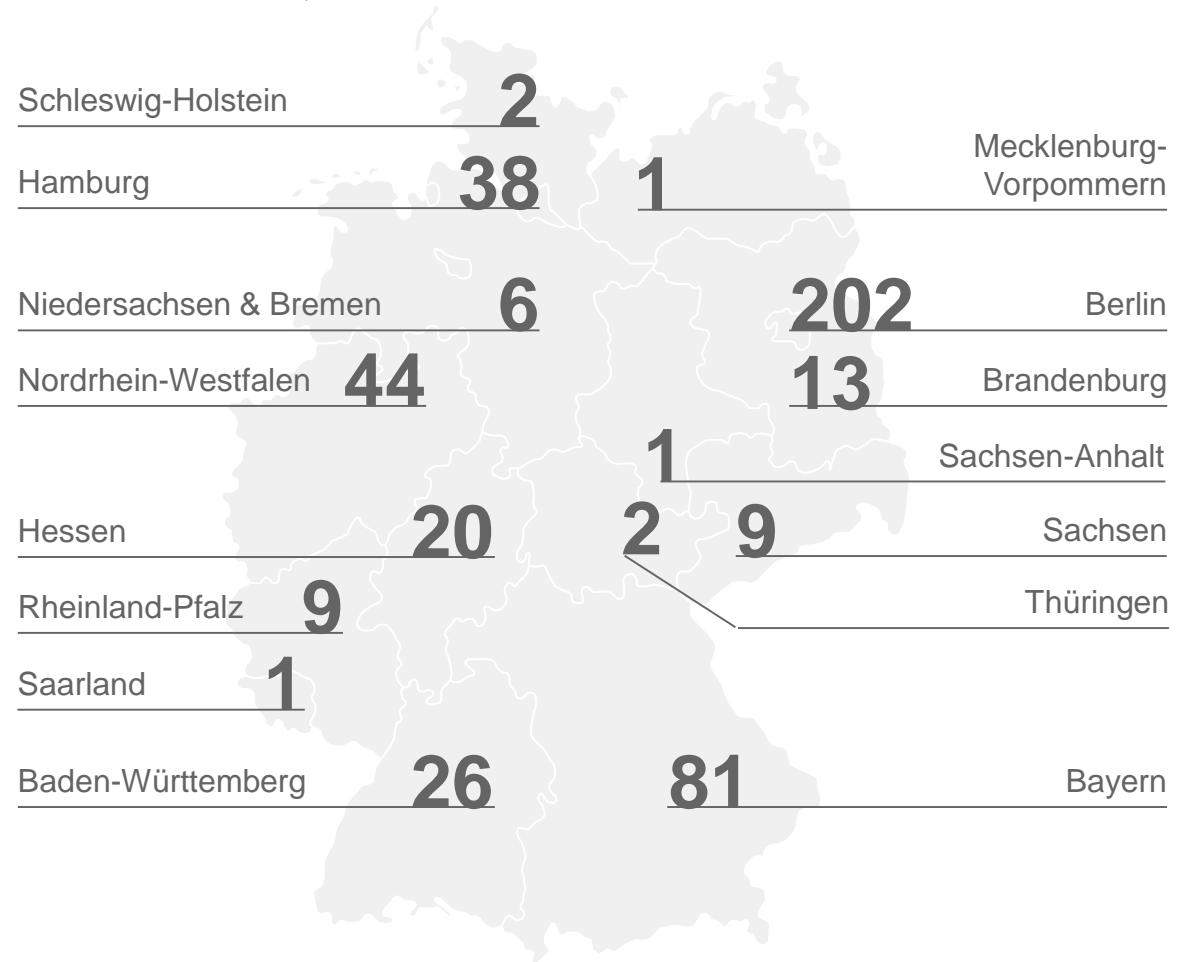 Schleswig-Holstein 2
Hamburg 38
Mecklenburg-
Vorpommern
1
Niedersachsen & Bremen 6
202 Berlin
Nordrhein-Westfalen 44
13 Brandenburg
1 Sachsen-Anhalt
Hessen 20
9 Sachsen
2 Thüringen
Rheinland-Pfalz 9
Saarland 1
Baden-Württemberg 26
81 Bayern